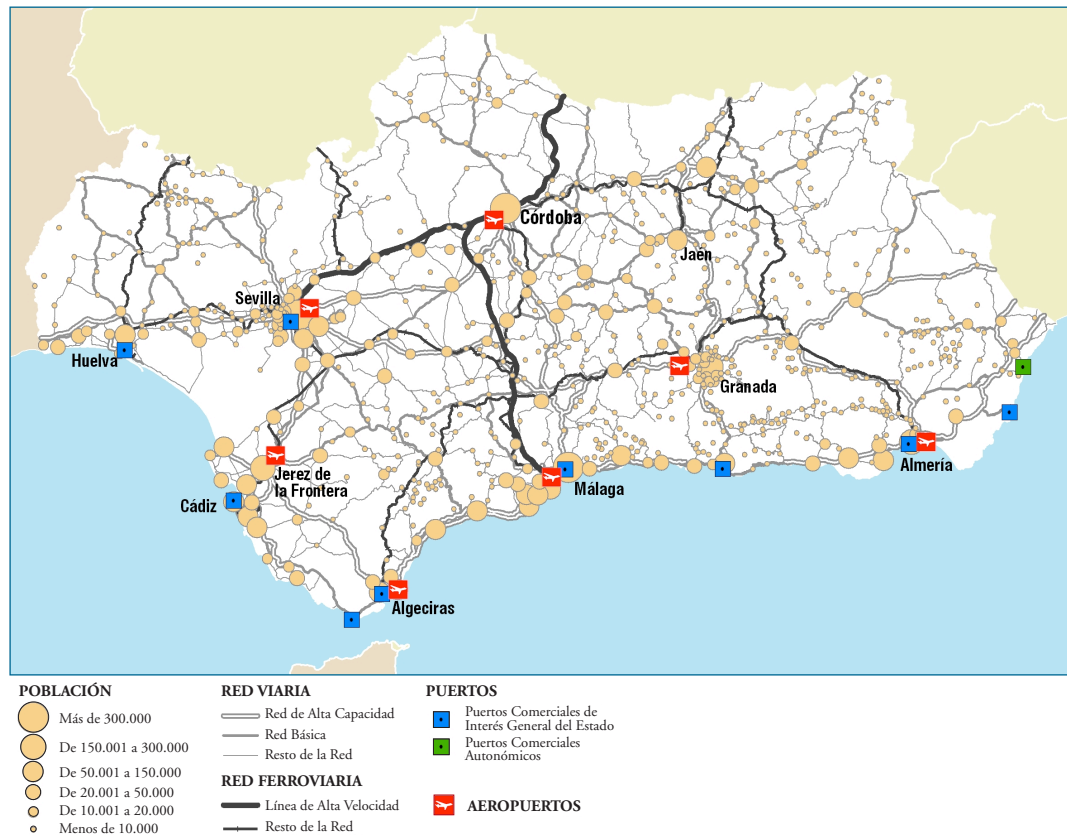 Córdoba
Jaén
Sevilla
Huelva
Granada
Jerez de
la Frontera
Almería
Málaga
Cádiz
Algeciras
POBLACIÓN
Más de 300.000
De 150.001 a 300.000
De 50.001 a 150.000
De 20.001 a 50.000
De 10.001 a 20.000
Menos de 10.000
RED VIARIA
Red de Alta Capacidad
Red Básica
Resto de la Red
RED FERROVIARIA
Línea de Alta Velocidad
Resto de la Red
PUERTOS
Puertos Comerciales de
Interés General del Estado
Puertos Comerciales
Autonómicos
AEROPUERTOS